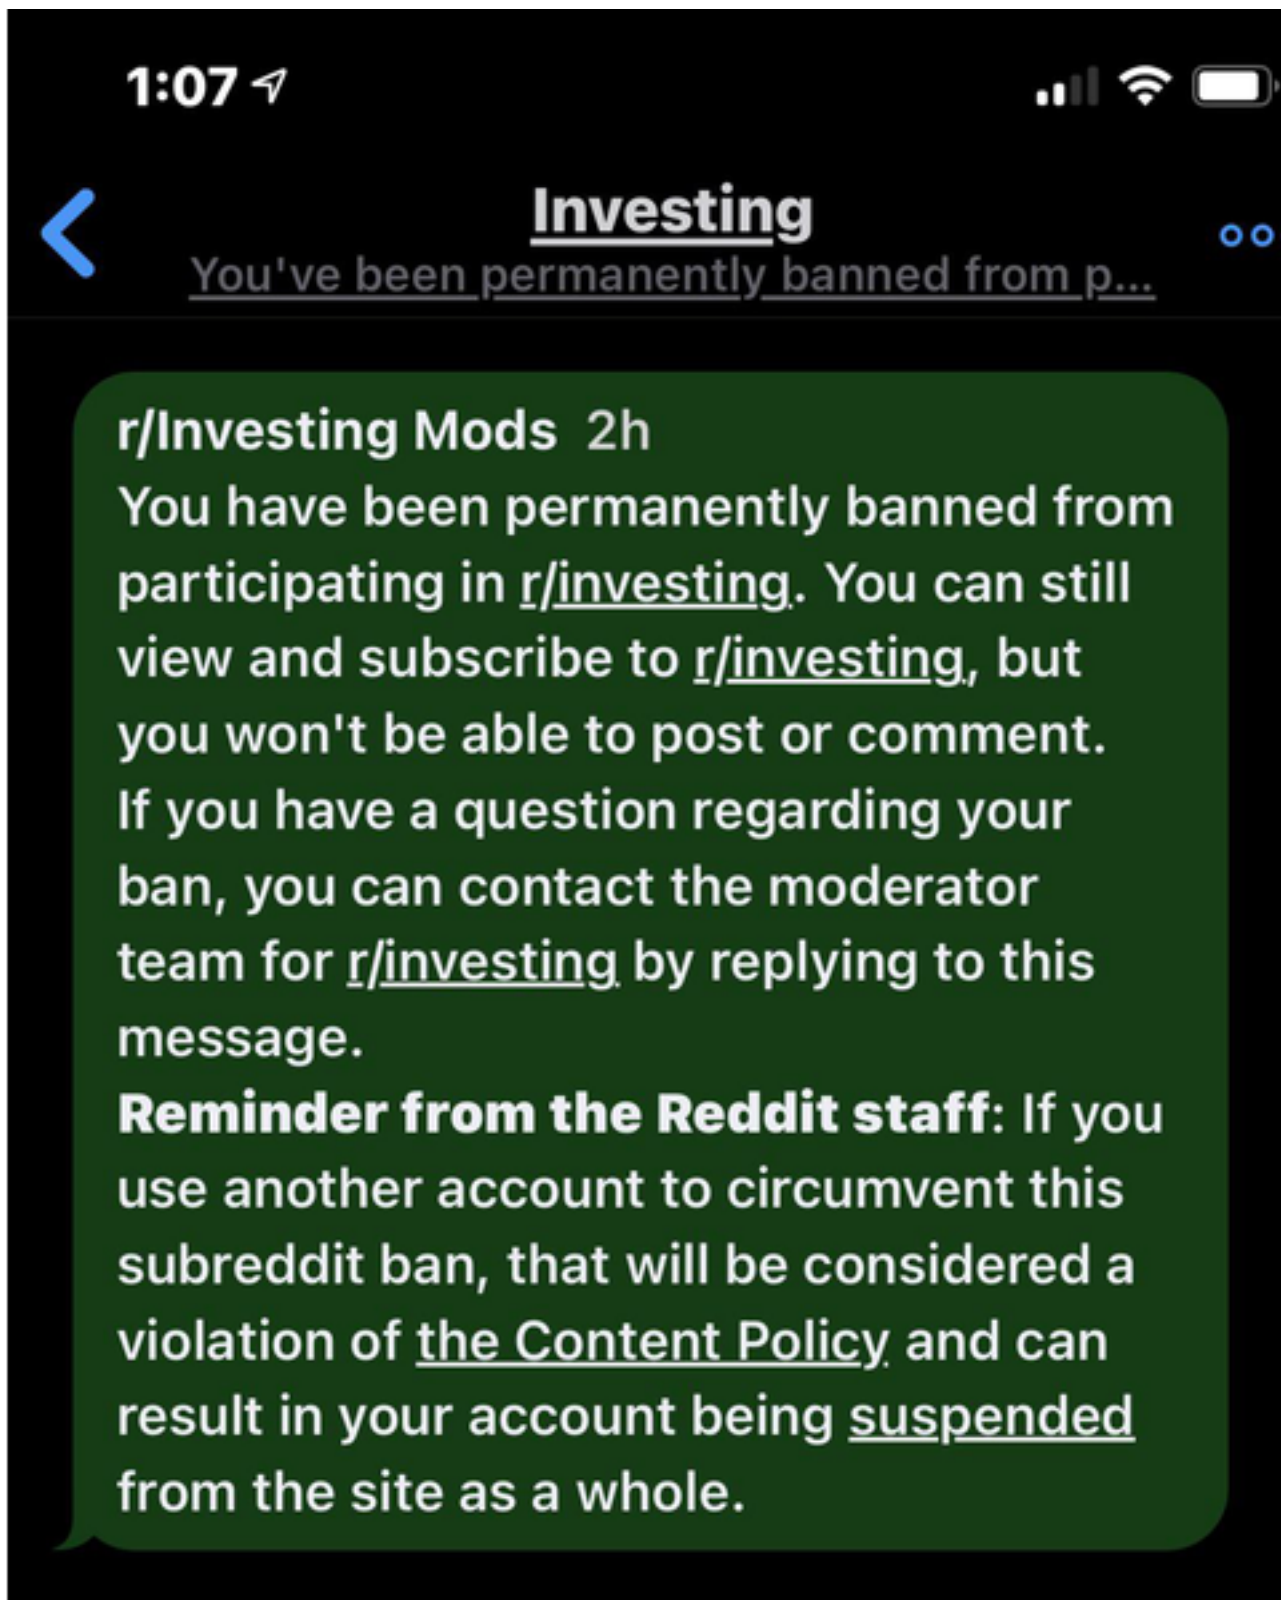 1:07
Investing
You've been permanently banned from p...
r/Investing Mods 2h
You have been permanently banned from
participating in r/investing. You can still
view and subscribe to r/investing, but
you won't be able to post or comment.
If you have a question regarding your
ban, you can contact the moderator
team for r/investing by replying to this
message.
Reminder from the Reddit staff: If you
use another account to circumvent this
subreddit ban, that will be considered a
violation of the Content Policy and can
result in your account being suspended
from the site as a whole.